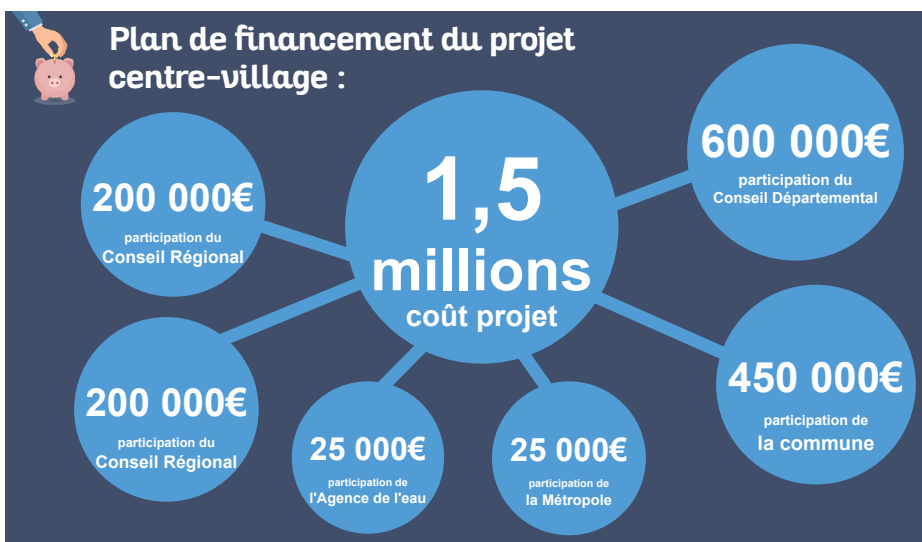 Plan de financement du projet
centre-village :
200 000€
participation du
Conseil Régional
1,5
millions
coût projet
600 000€
participation du
Conseil Départemental
200 000€
participation du
Conseil Régional
25 000€
participation de
l'Agence de l'eau
25 000€
participation de
la Métropole
450 000€
participation de
la commune